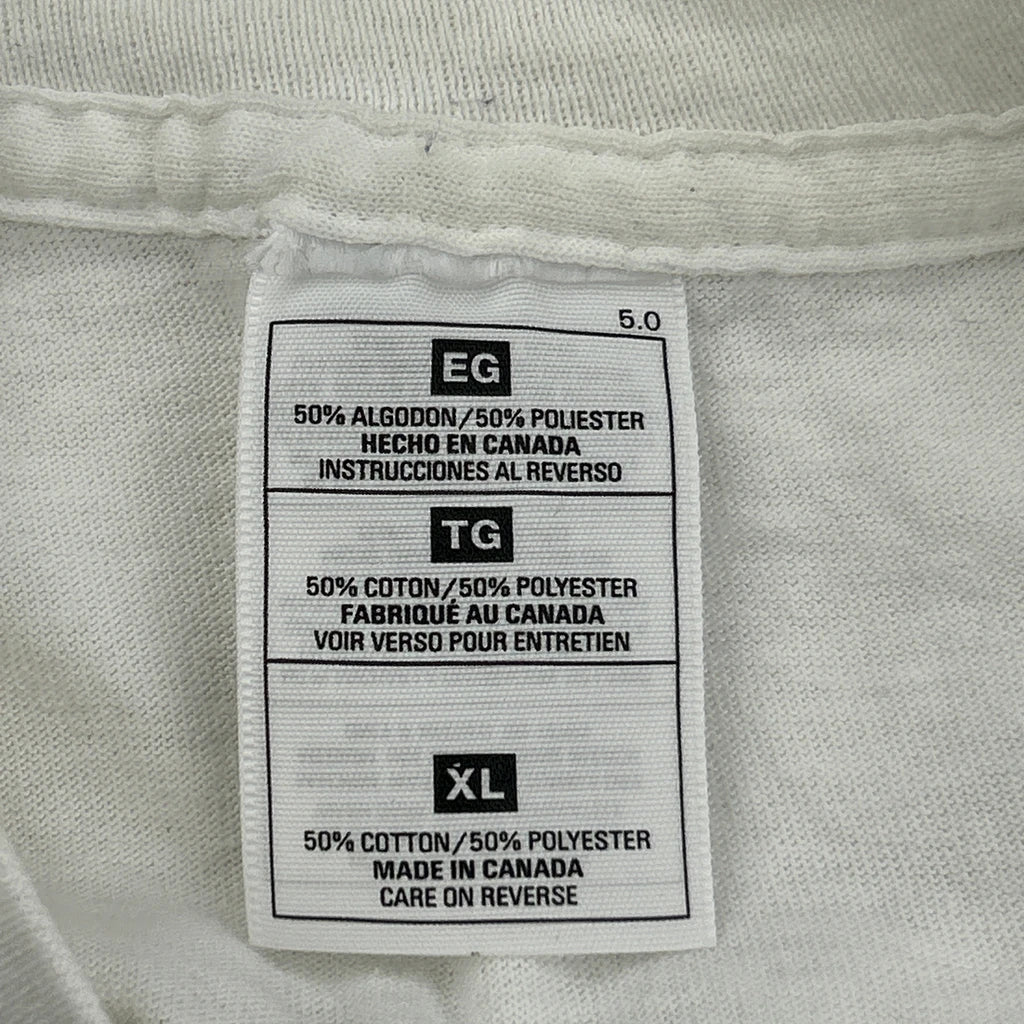 5.0
EG
50% ALGODON/50% POLIESTER
HECHO EN CANADA
INSTRUCCIONES AL REVERSO
TG
50% COTON/50% POLYESTER
FABRIQUÉ AU CANADA
VOIR VERSO POUR ENTRETIEN
XL
50% COTTON/50% POLYESTER
MADE IN CANADA
CARE ON REVERSE